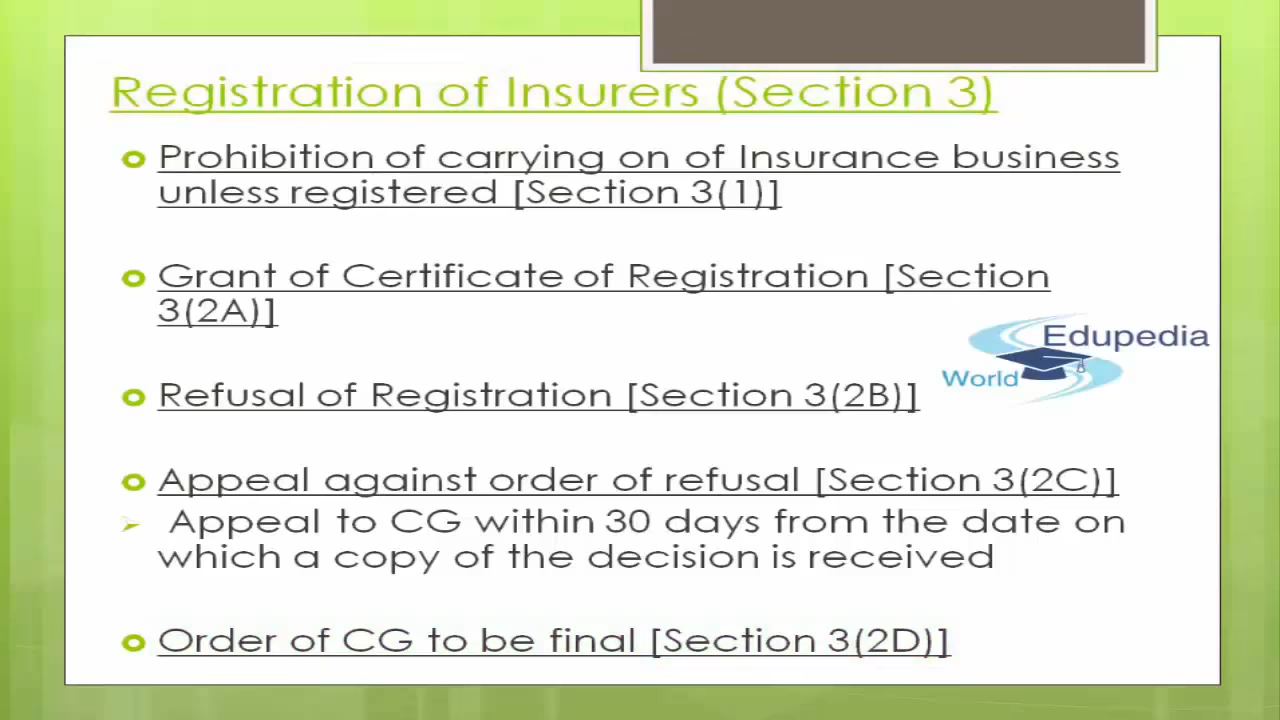 Registration of Insurers (Section 3)
Prohibition of carrying on of Insurance business
unless registered [Section 3(1)]
Grant of Certificate of Registration [Section
3(2A)]
Edupedia
World
Refusal of Registration [Section 3(2B)]
Appeal against order of refusal [Section 3(2C)]
Appeal to CG within 30 days from the date on
which a copy of the decision is received
Order of CG to be final [Section 3(2D)]